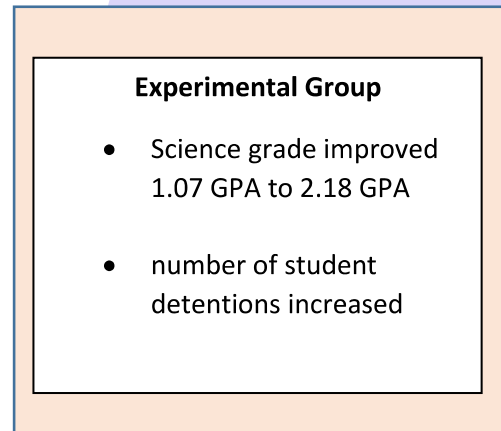 Experimental Group
• Science grade improved
1.07 GPA to 2.18 GPA
• number of student
detentions increased